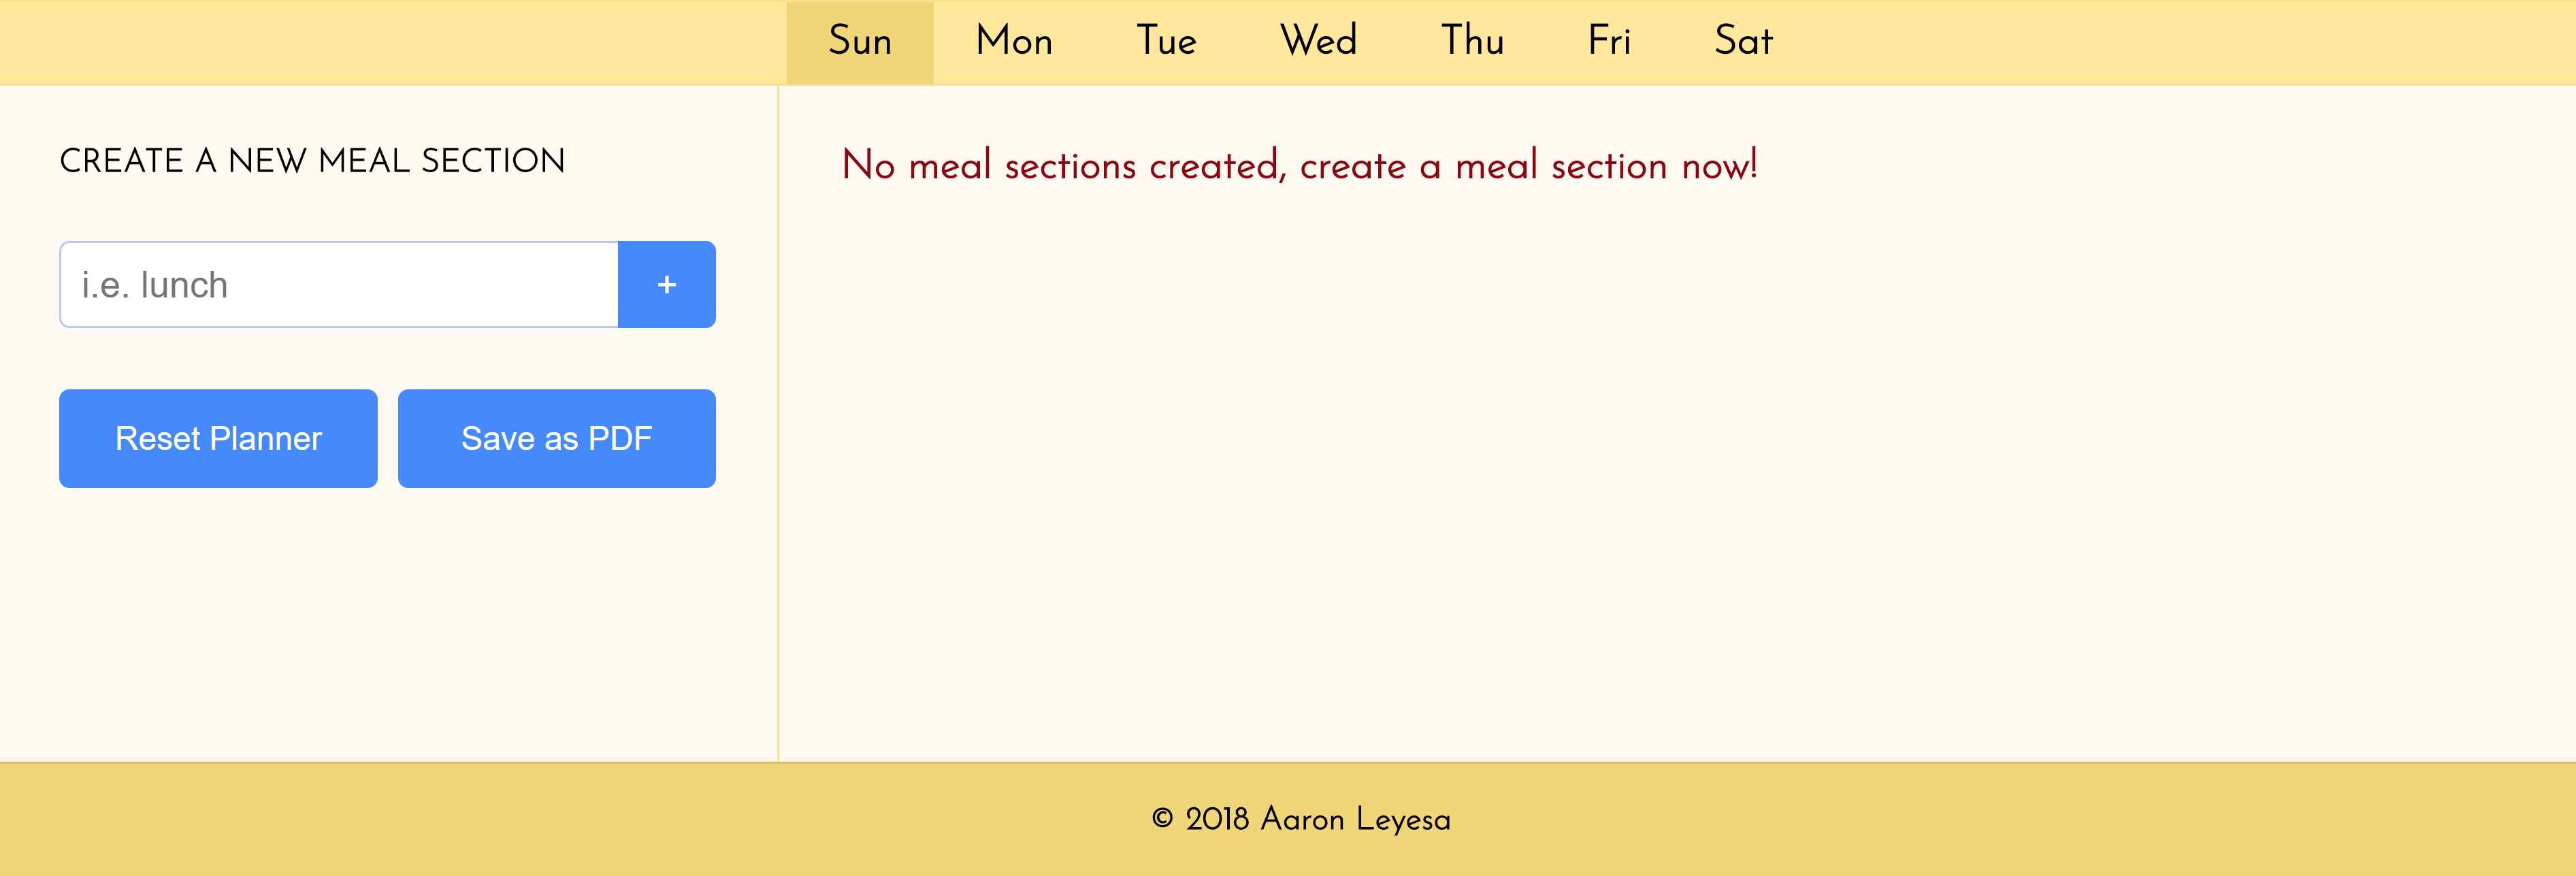 Sun Mon Tue Wed Thu Fri Sat
CREATE A NEW MEAL SECTION
i.e. lunch +
Reset Planner Save as PDF
No meal sections created, create a meal section now!
© 2018 Aaron Leyesa